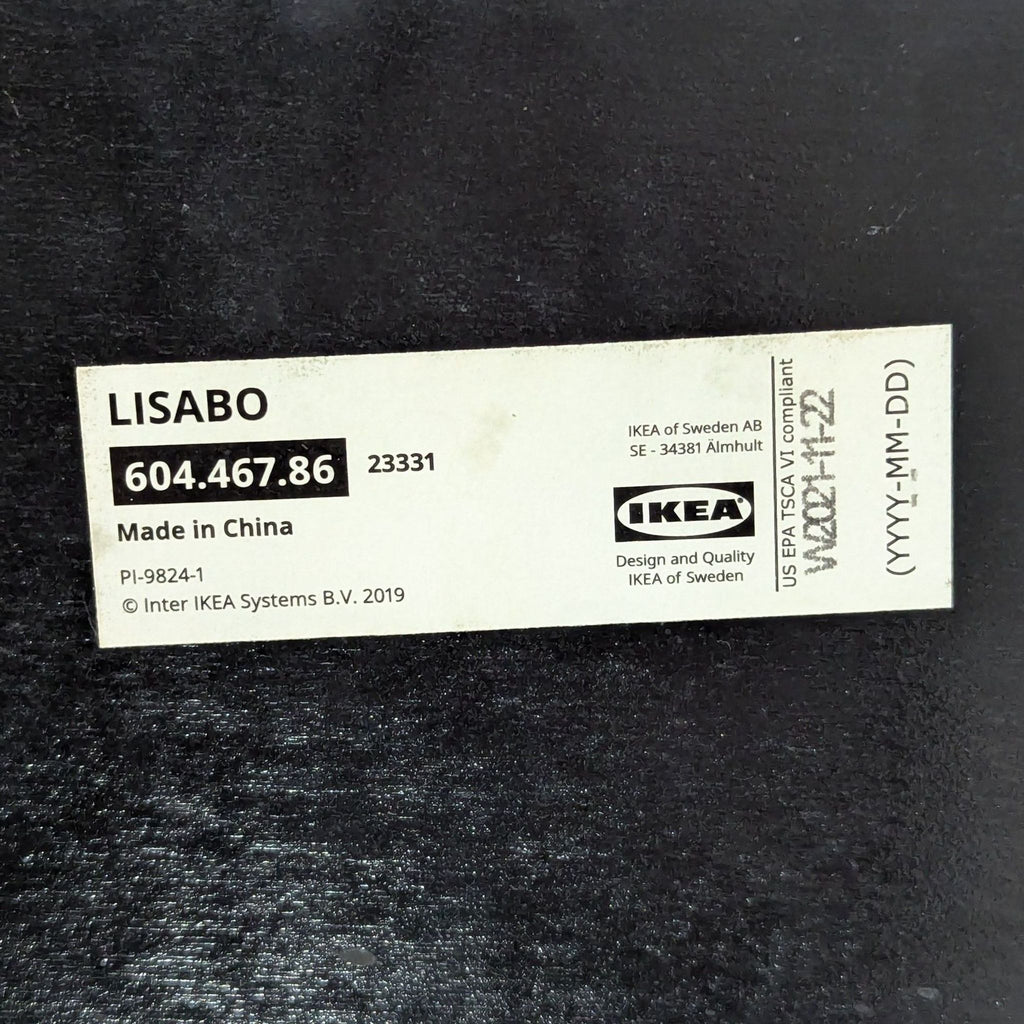 LISABO
604.467.86 23331
Made in China
PI-9824-1
© Inter IKEA Systems B.V. 2019
IKEA of Sweden AB
SE - 34381 Älmhult
IKEA®
Design and Quality
IKEA of Sweden
US EPA TSCA VI compliant
W2021-11-22
(YYYY-MM-DD)